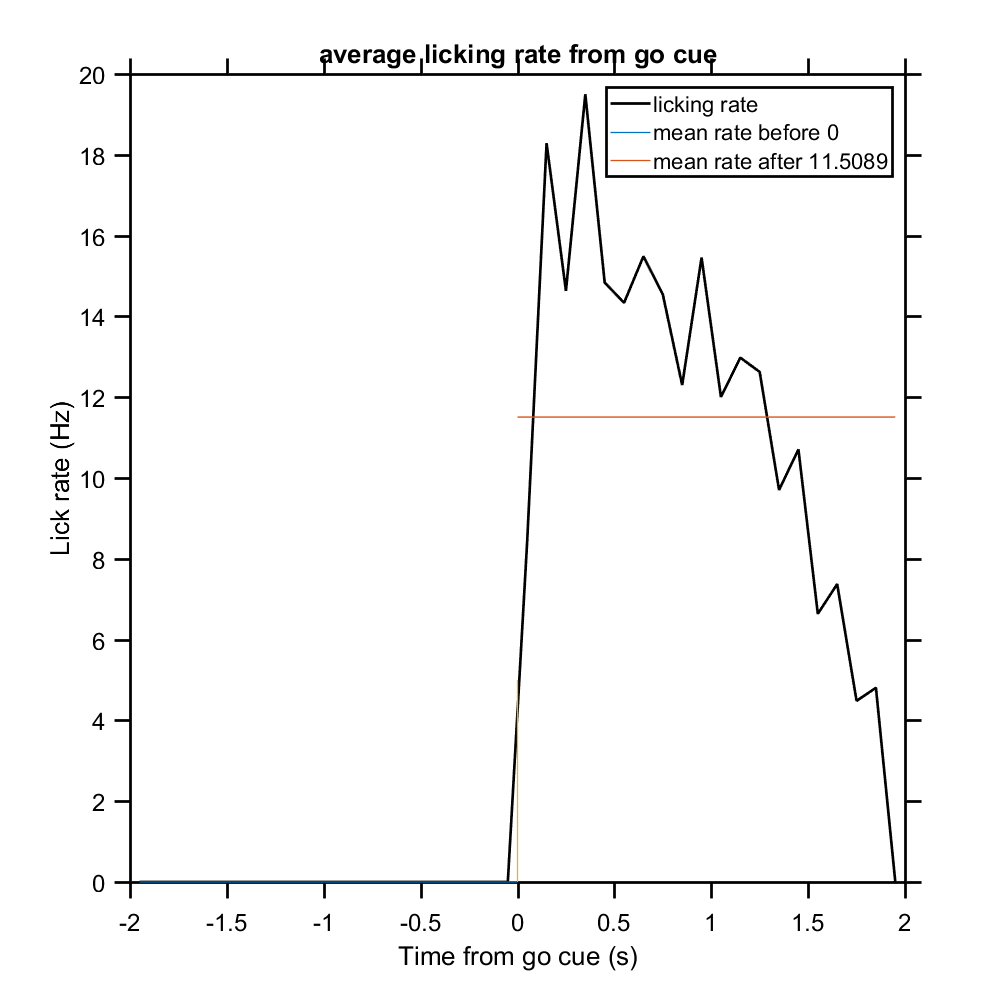 average licking rate from go cue
licking rate
mean rate before 0
mean rate after 11.5089
20
18
16
14
12
10
8
6
4
2
0
Lick rate (Hz)
-2 -1.5 -1 -0.5 0 0.5 1 1.5 2
Time from go cue (s)